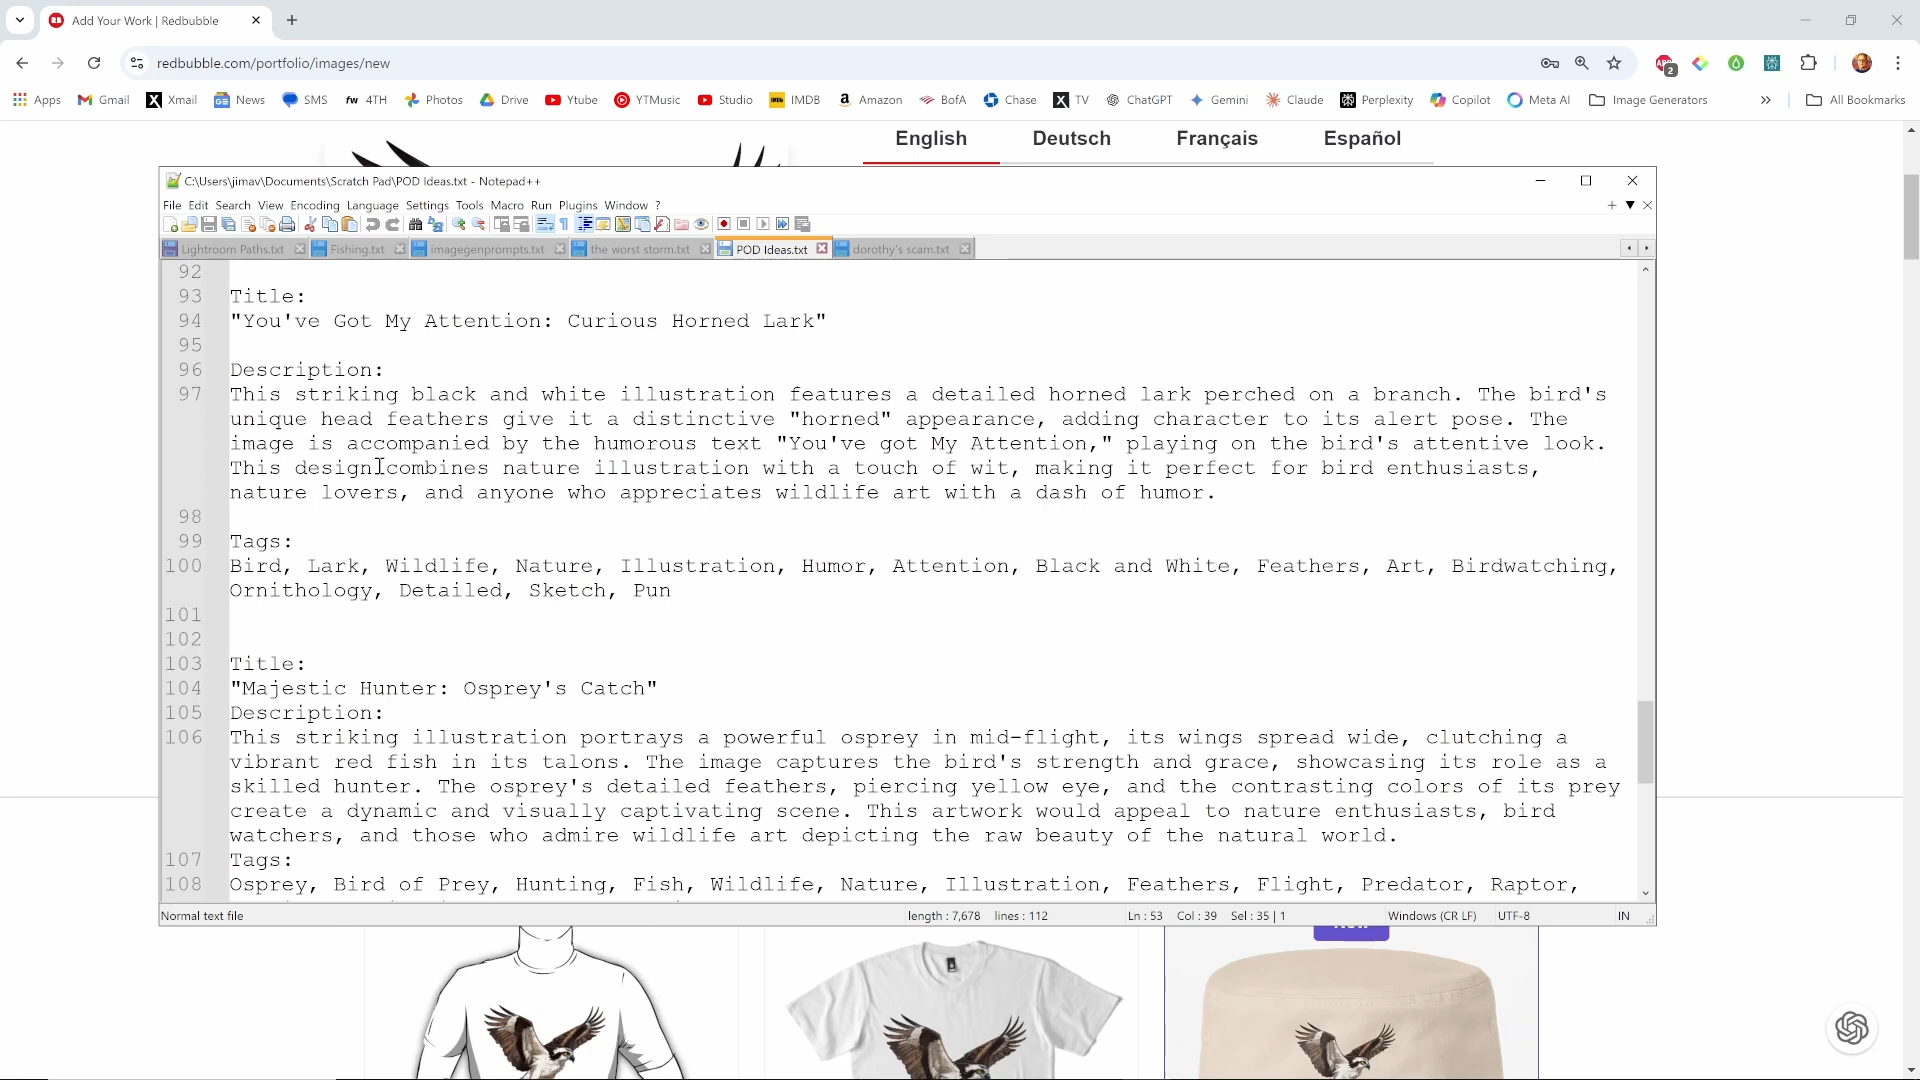 Add Your Work | Redbubble
redbubble.com/portfolio/images/new
2
Apps Gmail Xmail News SMS fw 4TH Photos Drive Ytube YTMusic Studio IMDB Amazon BofA Chase TV ChatGPT Gemini Claude Perplexity Copilot Meta AI Image Generators All Bookmarks
English Deutsch Français Español
C:\Users\jimav\Documents\Scratch Pad\POD Ideas.txt - Notepad++
File Edit Search View Encoding Language Settings Tools Macro Run Plugins Window ?
Lightroom Paths.txt Fishing.txt imagegenprompts.txt the worst storm.txt POD Ideas.txt dorothy's scam.txt
92
93 Title:
94 "You've Got My Attention: Curious Horned Lark"
95
96 Description:
97 This striking black and white illustration features a detailed horned lark perched on a branch. The bird's
unique head feathers give it a distinctive "horned" appearance, adding character to its alert pose. The
image is accompanied by the humorous text "You've got My Attention," playing on the bird's attentive look.
This design combines nature illustration with a touch of wit, making it perfect for bird enthusiasts,
nature lovers, and anyone who appreciates wildlife art with a dash of humor.
98
99 Tags:
100 Bird, Lark, Wildlife, Nature, Illustration, Humor, Attention, Black and White, Feathers, Art, Birdwatching,
Ornithology, Detailed, Sketch, Pun
101
102
103 Title:
104 "Majestic Hunter: Osprey's Catch"
105 Description:
106 This striking illustration portrays a powerful osprey in mid-flight, its wings spread wide, clutching a
vibrant red fish in its talons. The image captures the bird's strength and grace, showcasing its role as a
skilled hunter. The osprey's detailed feathers, piercing yellow eye, and the contrasting colors of its prey
create a dynamic and visually captivating scene. This artwork would appeal to nature enthusiasts, bird
watchers, and those who admire wildlife art depicting the raw beauty of the natural world.
107 Tags:
108 Osprey, Bird of Prey, Hunting, Fish, Wildlife, Nature, Illustration, Feathers, Flight, Predator, Raptor,
Normal text file length : 7,678 lines : 112 Ln : 53 Col : 39 Sel : 35 | 1 Windows (CR LF) UTF-8 IN